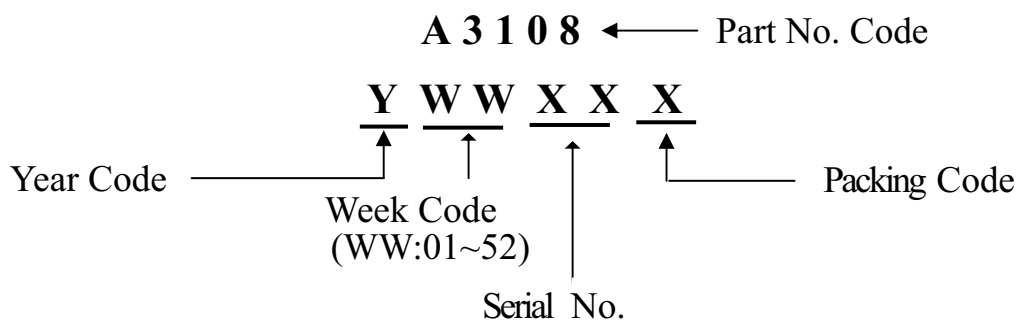 A 3 1 0 8 Part No. Code
Y W W X X X
Year Code
Packing Code
Week Code
(WW:01~52)
Serial No.